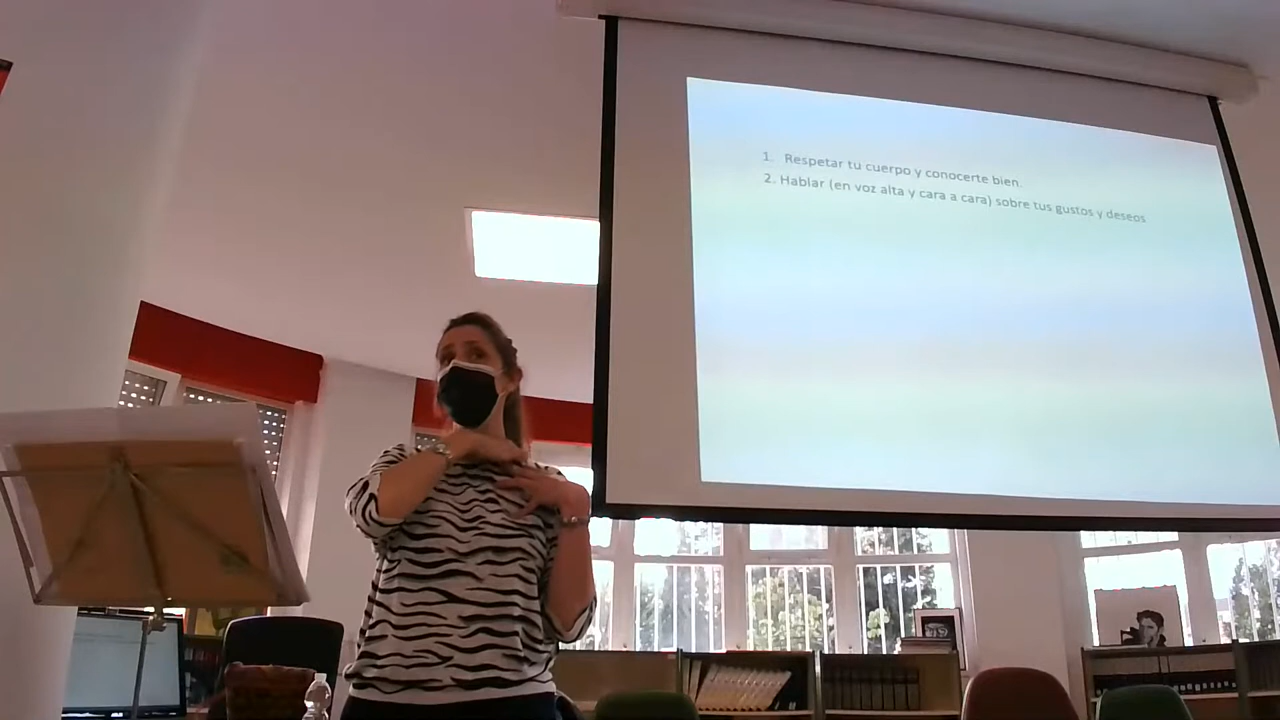 1. Respetar tu cuerpo y conocerte bien.
2. Hablar (en voz alta y cara a cara) sobre tus gustos y deseos